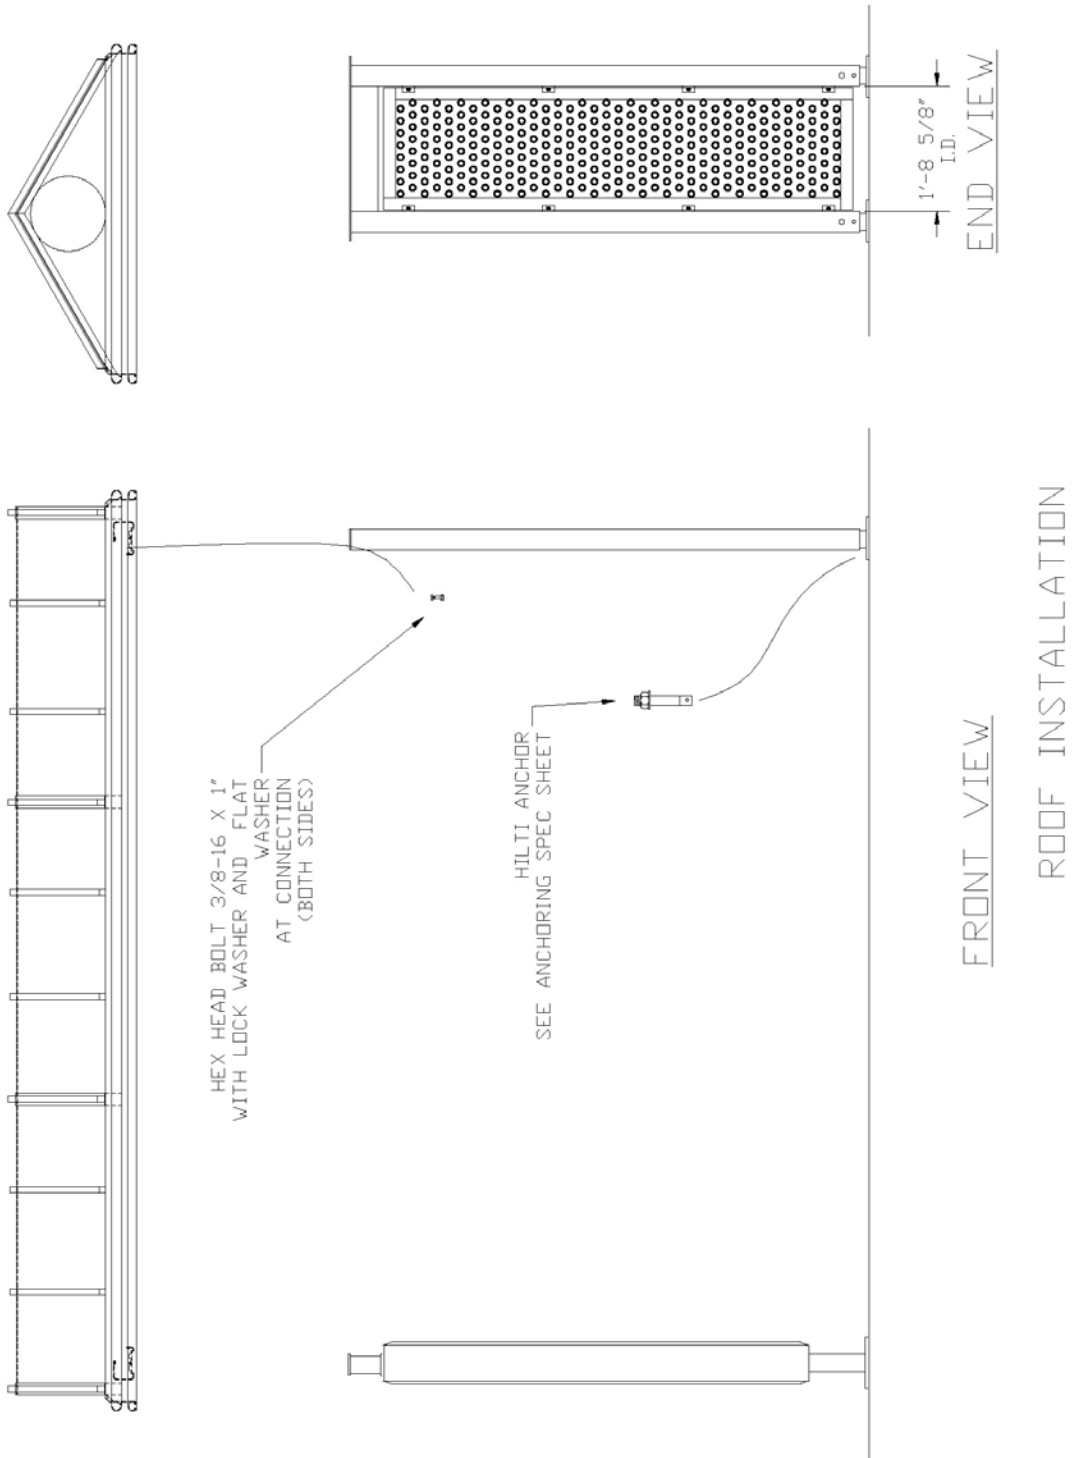 HEX HEAD BOLT 3/8-16 X 1"
WITH LOCK WASHER AND FLAT
WASHER
AT CONNECTION
(BOTH SIDES)
HILTI ANCHOR
SEE ANCHORING SPEC SHEET
1'-8 5/8"
I.D.
FRONT VIEW
END VIEW
ROOF INSTALLATION